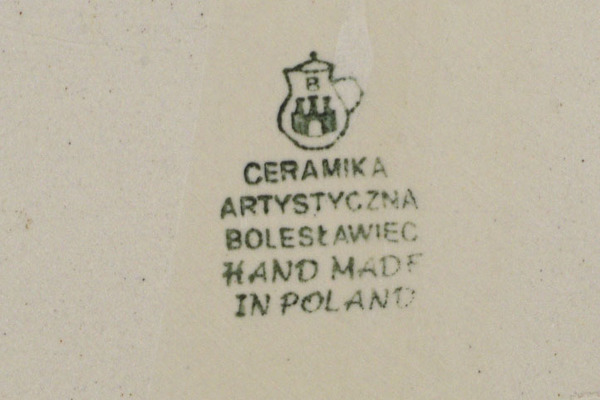 B
CERAMIKA
ARTYSTYCZNA
BOLESŁAWIEC
HAND MADE
IN POLAND